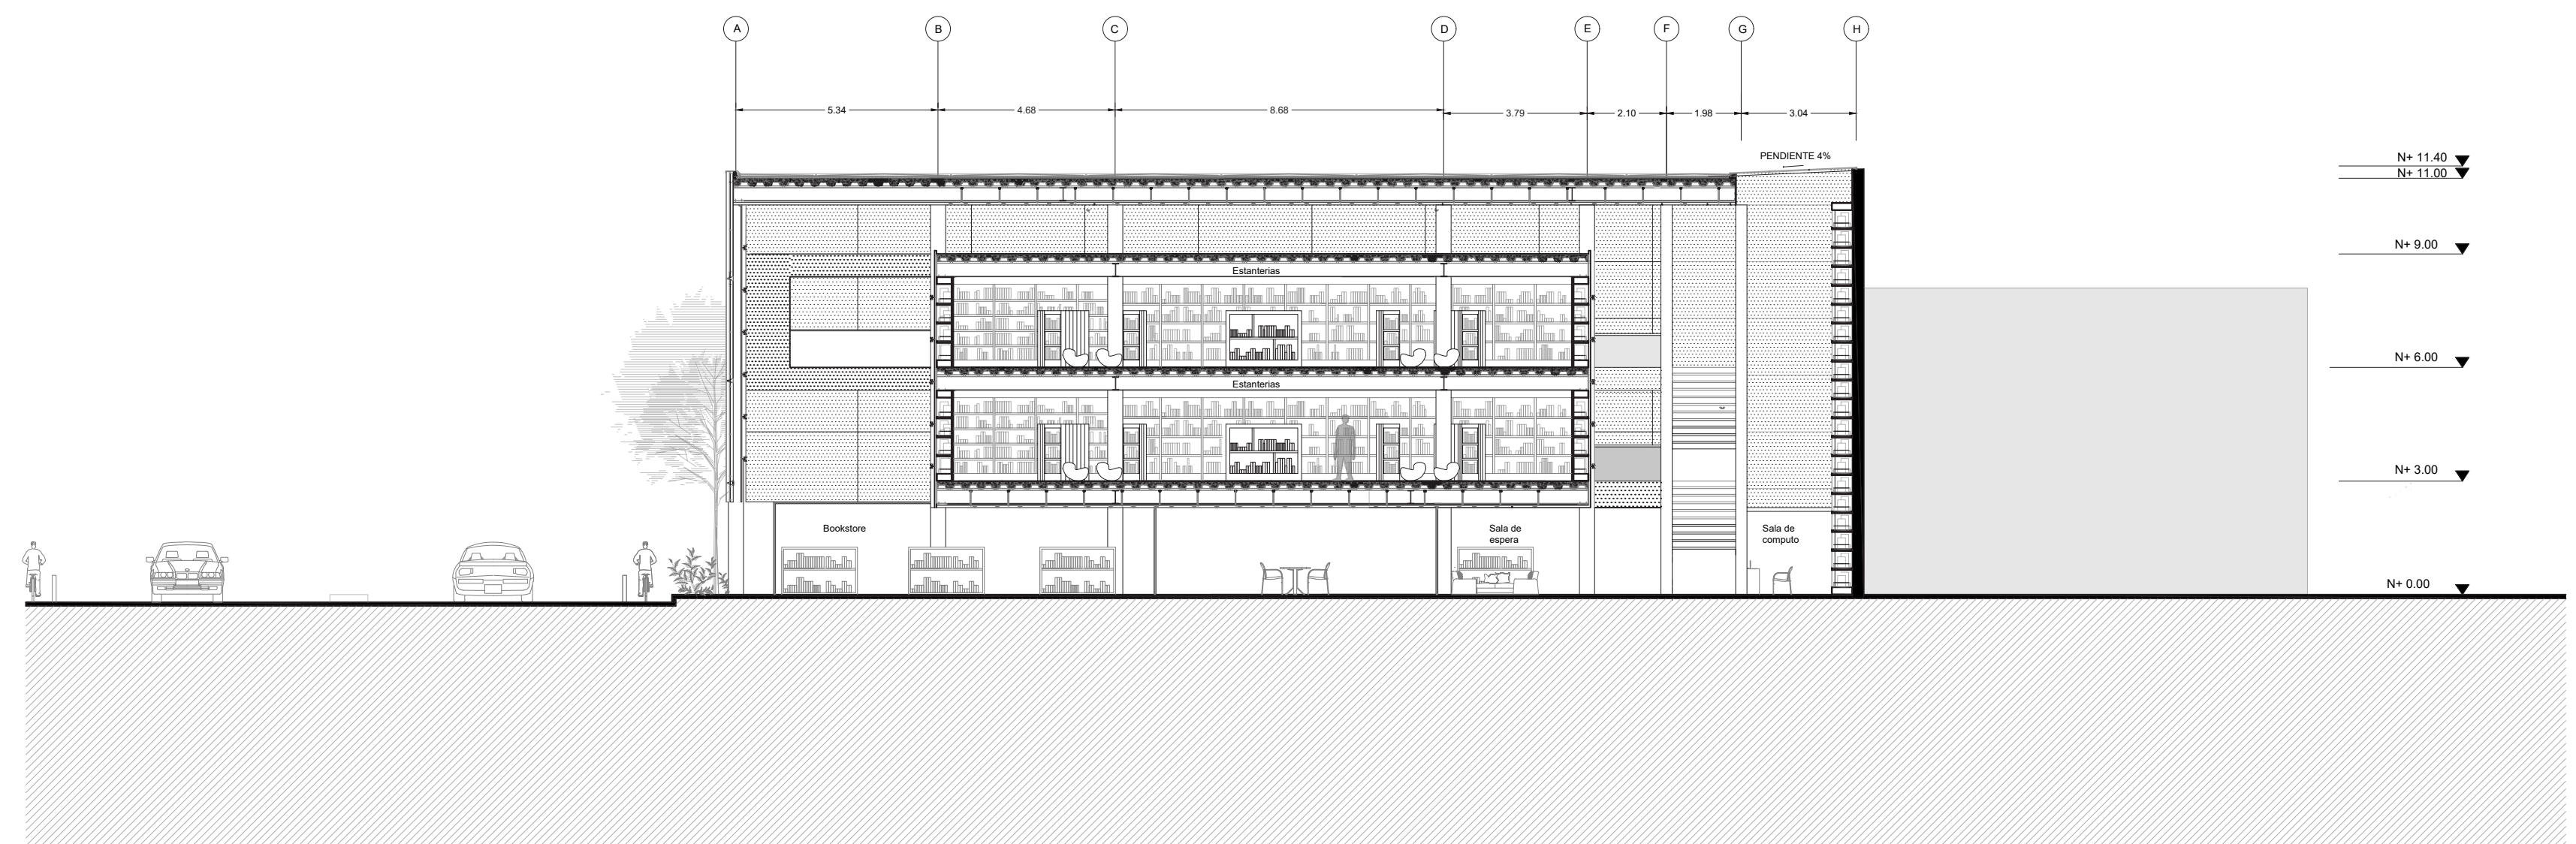 A B C D E F G H
5.34 4.68 8.68 3.79 2.10 1.98 3.04
PENDIENTE 4%
N+ 11.40
N+ 11.00
N+ 9.00
Estanterias
N+ 6.00
Estanterias
N+ 3.00
Bookstore
Sala de
espera
Sala de
computo
N+ 0.00